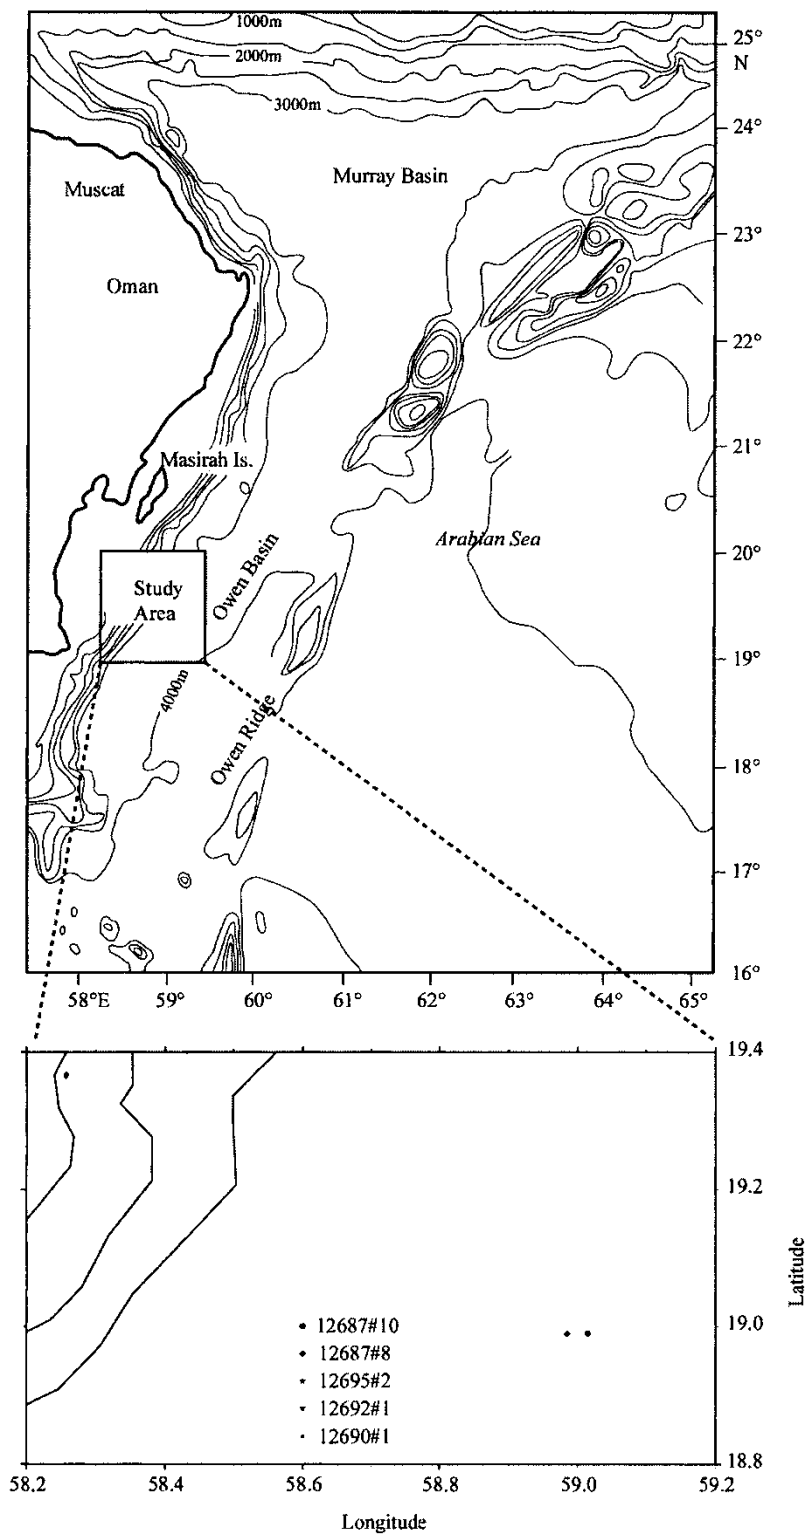 1000m
2000m
3000m
25°
N
24°
Muscat
Murray Basin
23°
Oman
22°
21°
Masirah Is.
Arabian Sea
20°
Study
Area
Owen Basin
19°
4000m
Owen Ridge
18°
17°
16°
58°E 59° 60° 61° 62° 63° 64° 65°
19.4
19.2
Latitude
19.0
12687#10
12687#8
12695#2
12692#1
12690#1
18.8
58.2 58.4 58.6 58.8 59.0 59.2
Longitude